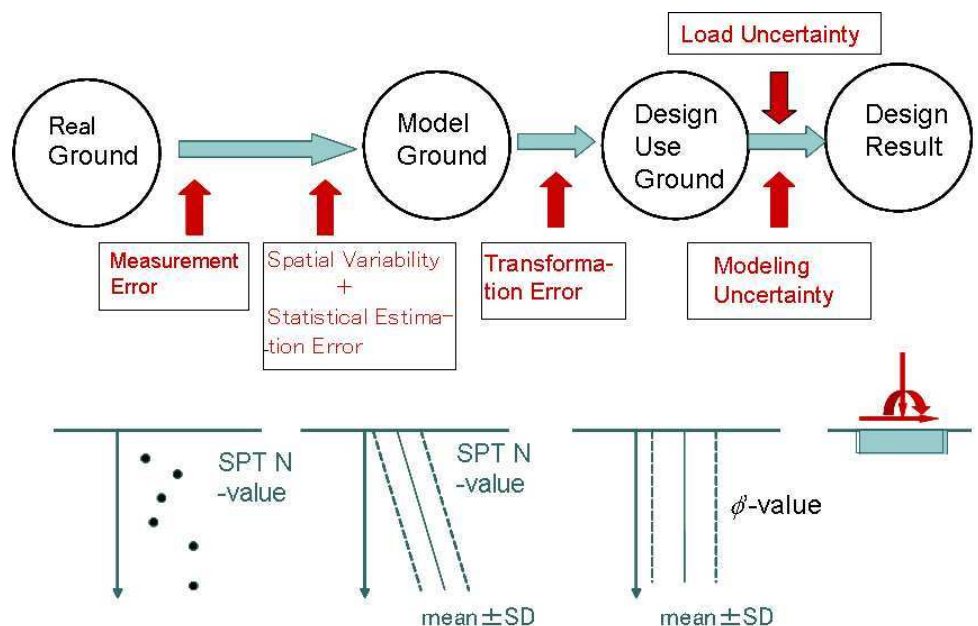 Load Uncertainty
Real
Ground
Model
Ground
Design
Use
Ground
Design
Result
Measurement
Error
Spatial Variability
+
Statistical Estima-
tion Error
Transforma-
tion Error
Modeling
Uncertainty
SPT N
-value
SPT N
-value
ϕ'-value
mean±SD
mean±SD